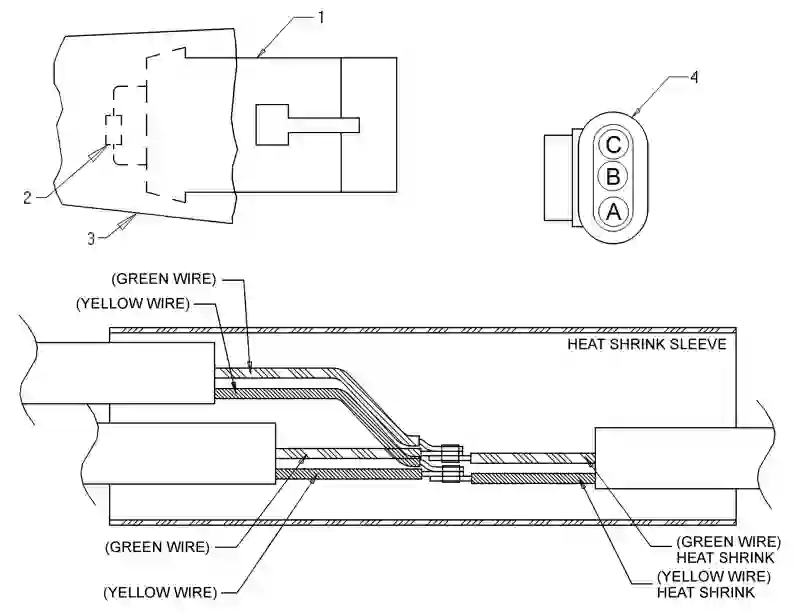 1
2
3
4
C
B
A
(GREEN WIRE)
(YELLOW WIRE)
HEAT SHRINK SLEEVE
(GREEN WIRE)
(YELLOW WIRE)
(GREEN WIRE)
HEAT SHRINK
(YELLOW WIRE)
HEAT SHRINK